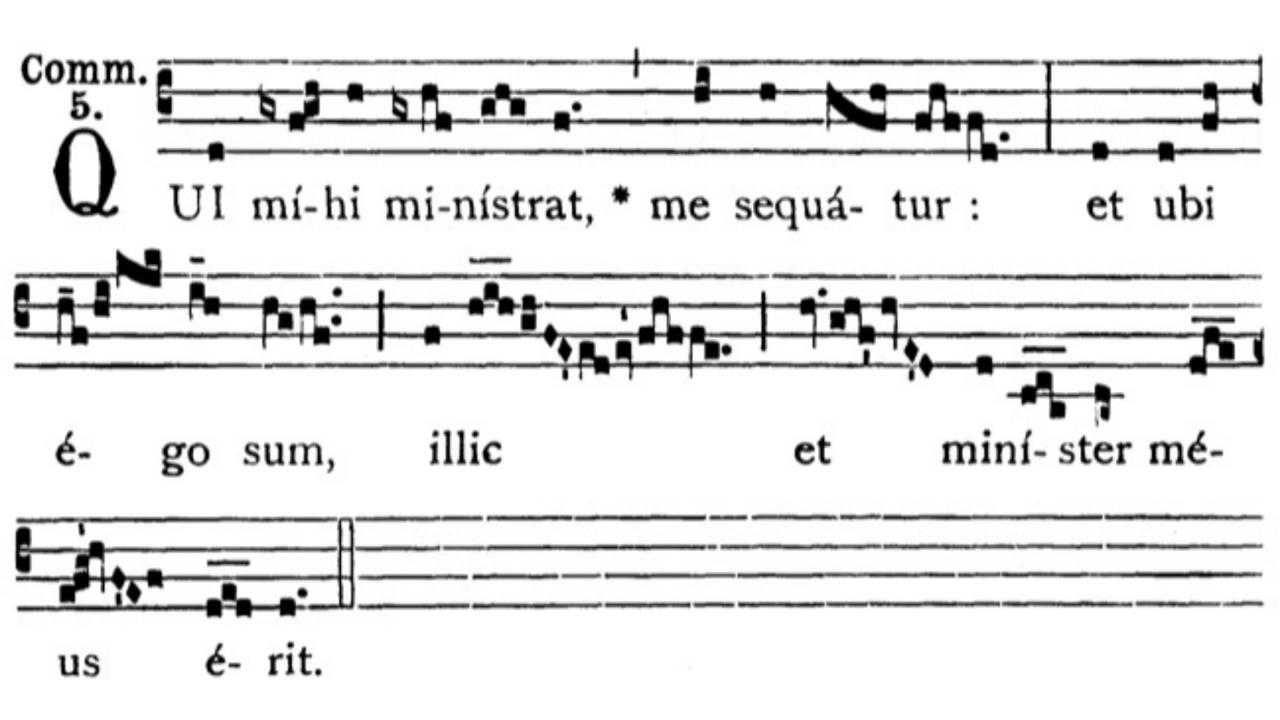 Comm.
5.
QUI mí-hi mi-nístrat, * me sequá- tur : et ubi
é- go sum, illic et miní- ster mé-
us é- rit.